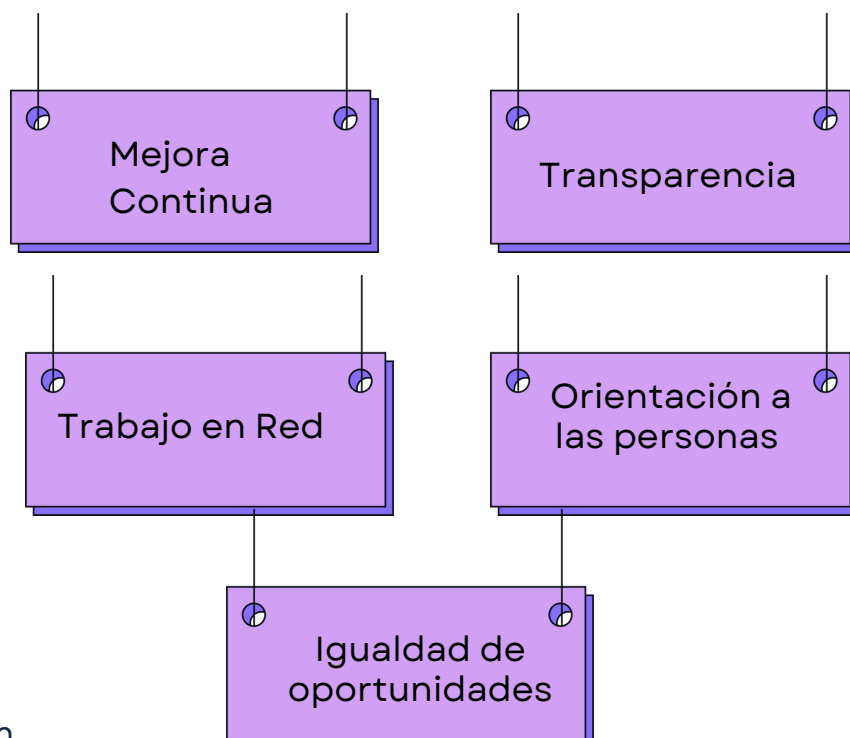 Mejora
Continua
Transparencia
Trabajo en Red
Orientación a
las personas
Igualdad de
oportunidades